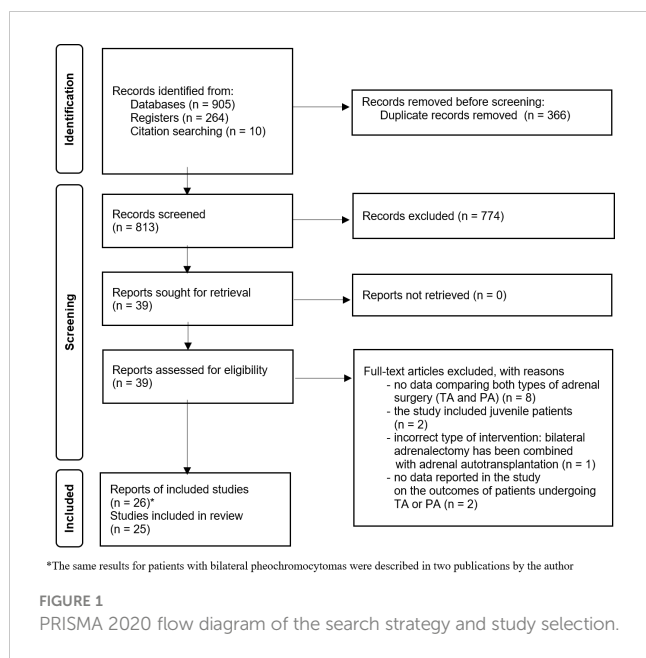 Identification
Records identified from:
Databases (n = 905)
Registers (n = 264)
Citation searching (n = 10)
Records removed before screening:
Duplicate records removed (n = 366)
Screening
Records screened
(n = 813)
Records excluded (n = 774)
Reports sought for retrieval
(n = 39)
Reports not retrieved (n = 0)
Reports assessed for eligibility
(n = 39)
Full-text articles excluded, with reasons
- no data comparing both types of adrenal
surgery (TA and PA) (n = 8)
- the study included juvenile patients
(n = 2)
- incorrect type of intervention: bilateral
adrenalectomy has been combined
with adrenal autotransplantation (n = 1)
- no data reported in the study
on the outcomes of patients undergoing
TA or PA (n = 2)
Included
Reports of included studies
(n = 26)*
Studies included in review
(n = 25)
*The same results for patients with bilateral pheochromocytomas were described in two publications by the author
FIGURE 1
PRISMA 2020 flow diagram of the search strategy and study selection.